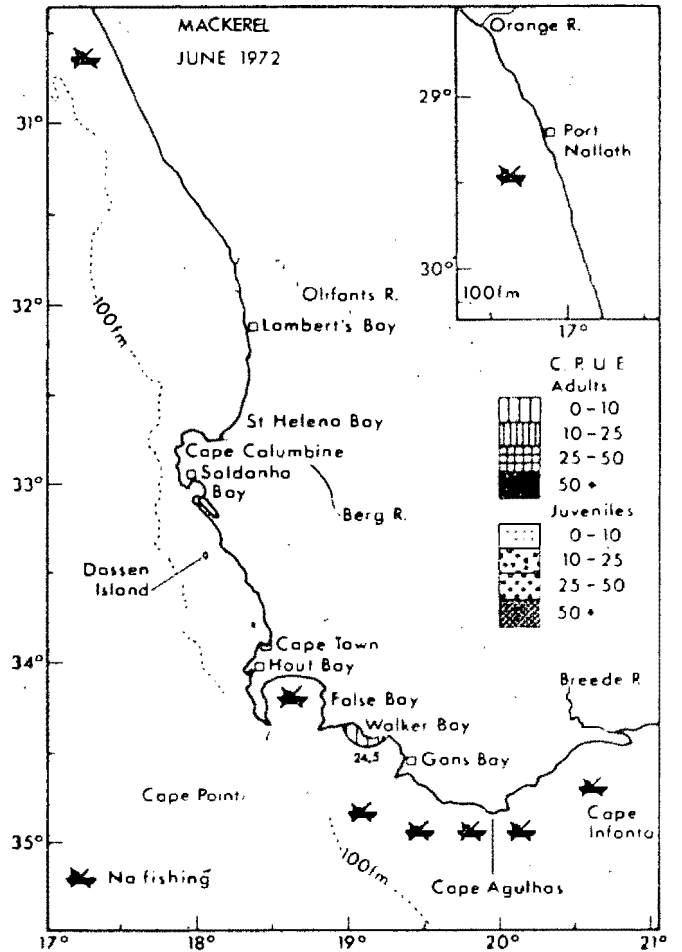 MACKEREL
JUNE 1972
Orange R.
29°
Port
Nallath
30°
100fm
17°
31°
32°
33°
34°
35°
100fm
Olifants R.
Lambert's Bay
St Helena Bay
Cape Columbine
Saldanha
Bay
Berg R.
Dassen
Island
Cape Town
Hout Bay
False Bay
Walker Bay
24,5
Gans Bay
Breede R
Cape Point
Cape
Infanta
Cape Agulhas
100fm
No fishing
C. P. U E
Adults
0-10
10-25
25-50
50+
Juveniles
0-10
10-25
25-50
50+
17°
18°
19°
20°
21°